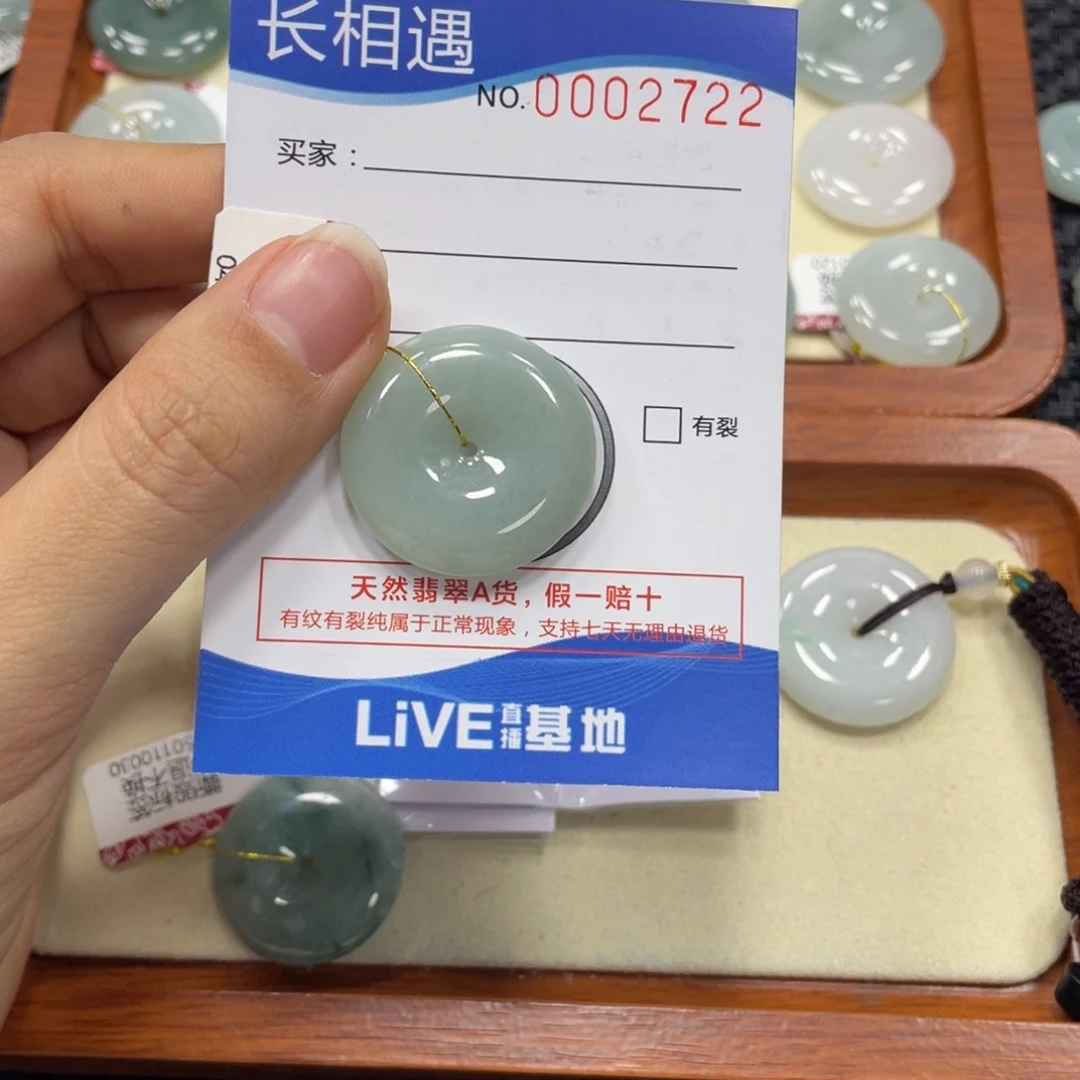 长相遇
NO.0002722
买家：
有裂
天然翡翠A货，假一赔十
有纹有裂纯属于正常现象，支持七天无理由退货
LiVE直播基地
50110030